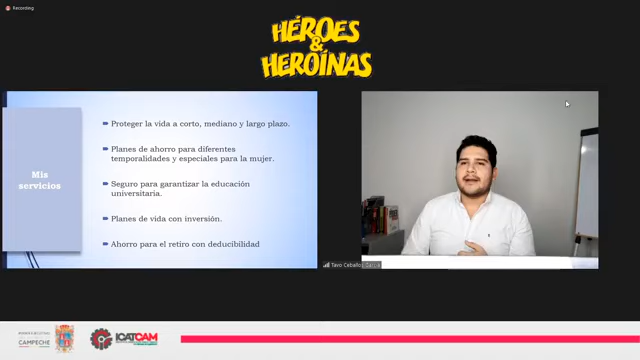 Recording
HÉROES
&
HEROÍNAS
Mis
servicios
Proteger la vida a corto, mediano y largo plazo.
Planes de ahorro para diferentes
temporalidades y especiales para la mujer.
Seguro para garantizar la educación
universitaria.
Planes de vida con inversión.
Ahorro para el retiro con deducibilidad
Tavo Ceballos
CAMPECHE
ICATCAM